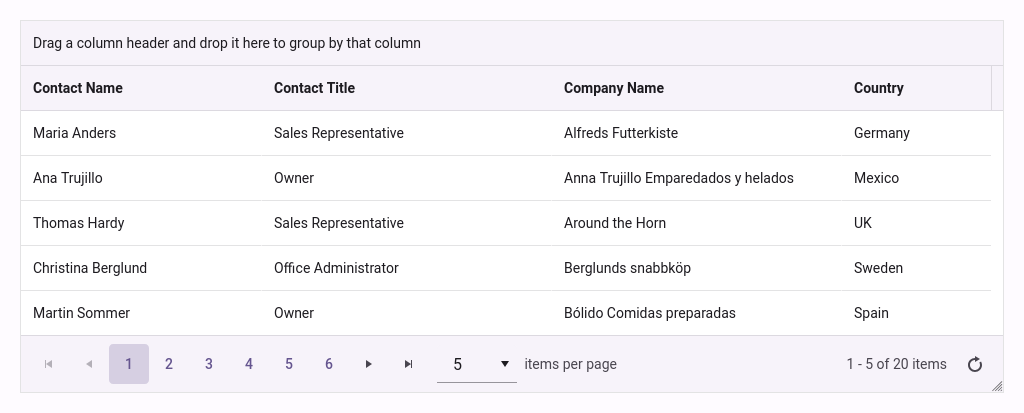 Drag a column header and drop it here to group by that column
Contact Name Contact Title Company Name Country
Maria Anders Sales Representative Alfreds Futterkiste Germany
Ana Trujillo Owner Anna Trujillo Emparedados y helados Mexico
Thomas Hardy Sales Representative Around the Horn UK
Christina Berglund Office Administrator Berglunds snabbköp Sweden
Martin Sommer Owner Bólido Comidas preparadas Spain
1 2 3 4 5 6 5 items per page 1 - 5 of 20 items